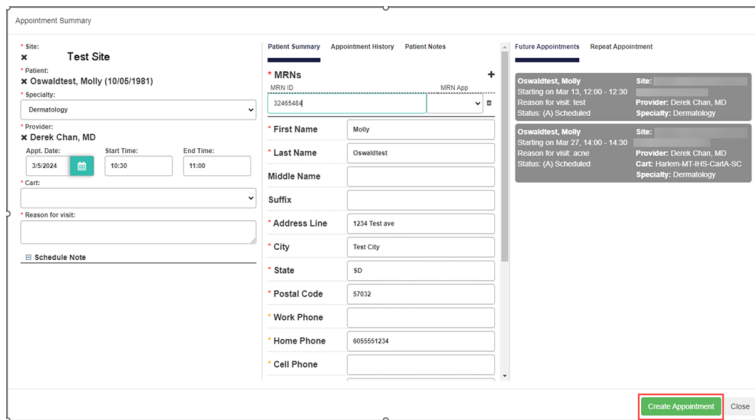 Appointment Summary
* Site:
✖ Test Site
* Patient:
✖ Oswaldtest, Molly (10/05/1981)
* Specialty:
Dermatology
* Provider:
✖ Derek Chan, MD
Appt. Date: Start Time: End Time:
3/5/2024 10:30 11:00
* Cart:
* Reason for visit:
⊟ Schedule Note
Patient Summary Appointment History Patient Notes
* MRNs +
MRN ID MRN App
32465484
* First Name Molly
* Last Name Oswaldtest
Middle Name
Suffix
* Address Line 1234 Test ave
* City Test City
* State SD
* Postal Code 57032
* Work Phone
* Home Phone 6055551234
* Cell Phone
Future Appointments Repeat Appointment
Oswaldtest, Molly Site:
Starting on Mar 13, 12:00 - 12:30
Reason for visit: test Provider: Derek Chan, MD
Status: (A) Scheduled Specialty: Dermatology
Oswaldtest, Molly Site:
Starting on Mar 27, 14:00 - 14:30
Reason for visit: acne Provider: Derek Chan, MD
Status: (A) Scheduled Cart: Harlem-MT-IHS-CartA-SC
Specialty: Dermatology
Create Appointment Close